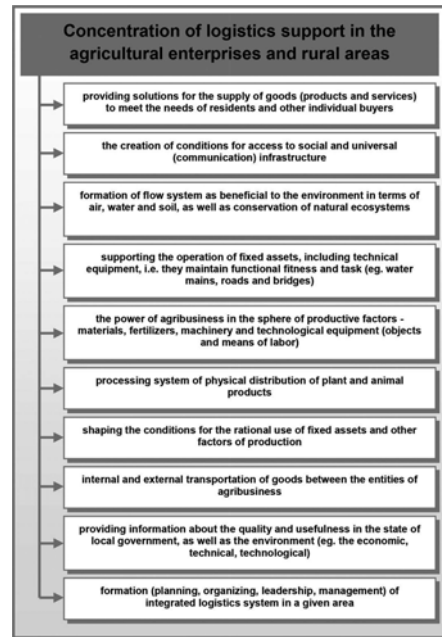 Concentration of logistics support in the
agricultural enterprises and rural areas
providing solutions for the supply of goods (products and services)
to meet the needs of residents and other individual buyers
the creation of conditions for access to social and universal
(communication) infrastructure
formation of flow system as beneficial to the environment in terms of
air, water and soil, as well as conservation of natural ecosystems
supporting the operation of fixed assets, including technical
equipment, i.e. they maintain functional fitness and task (eg. water
mains, roads and bridges)
the power of agribusiness in the sphere of productive factors -
materials, fertilizers, machinery and technological equipment (objects
and means of labor)
processing system of physical distribution of plant and animal
products
shaping the conditions for the rational use of fixed assets and other
factors of production
internal and external transportation of goods between the entities of
agribusiness
providing information about the quality and usefulness in the state of
local government, as well as the environment (eg. the economic,
technical, technological)
formation (planning, organizing, leadership, management) of
integrated logistics system in a given area